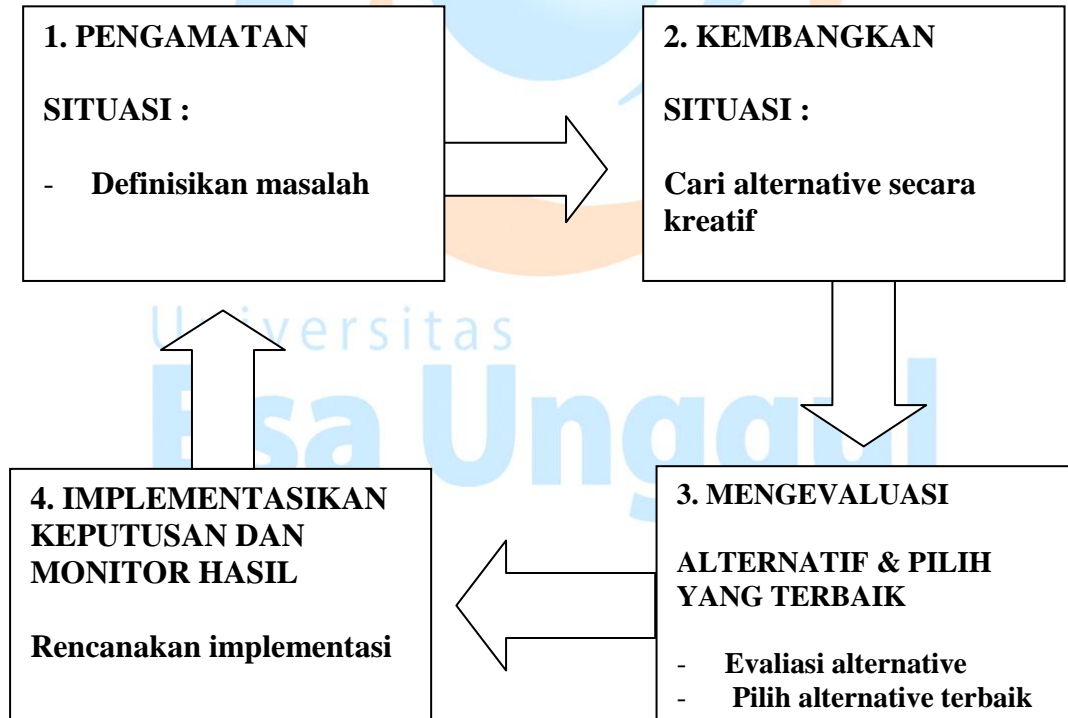 1. PENGAMATAN
SITUASI :
- Definisikan masalah
2. KEMBANGKAN
SITUASI :
Cari alternative secara
kreatif
Universitas
Esa Unggul
4. IMPLEMENTASIKAN
KEPUTUSAN DAN
MONITOR HASIL
Rencanakan implementasi
3. MENGEVALUASI
ALTERNATIF & PILIH
YANG TERBAIK
- Evaliasi alternative
- Pilih alternative terbaik